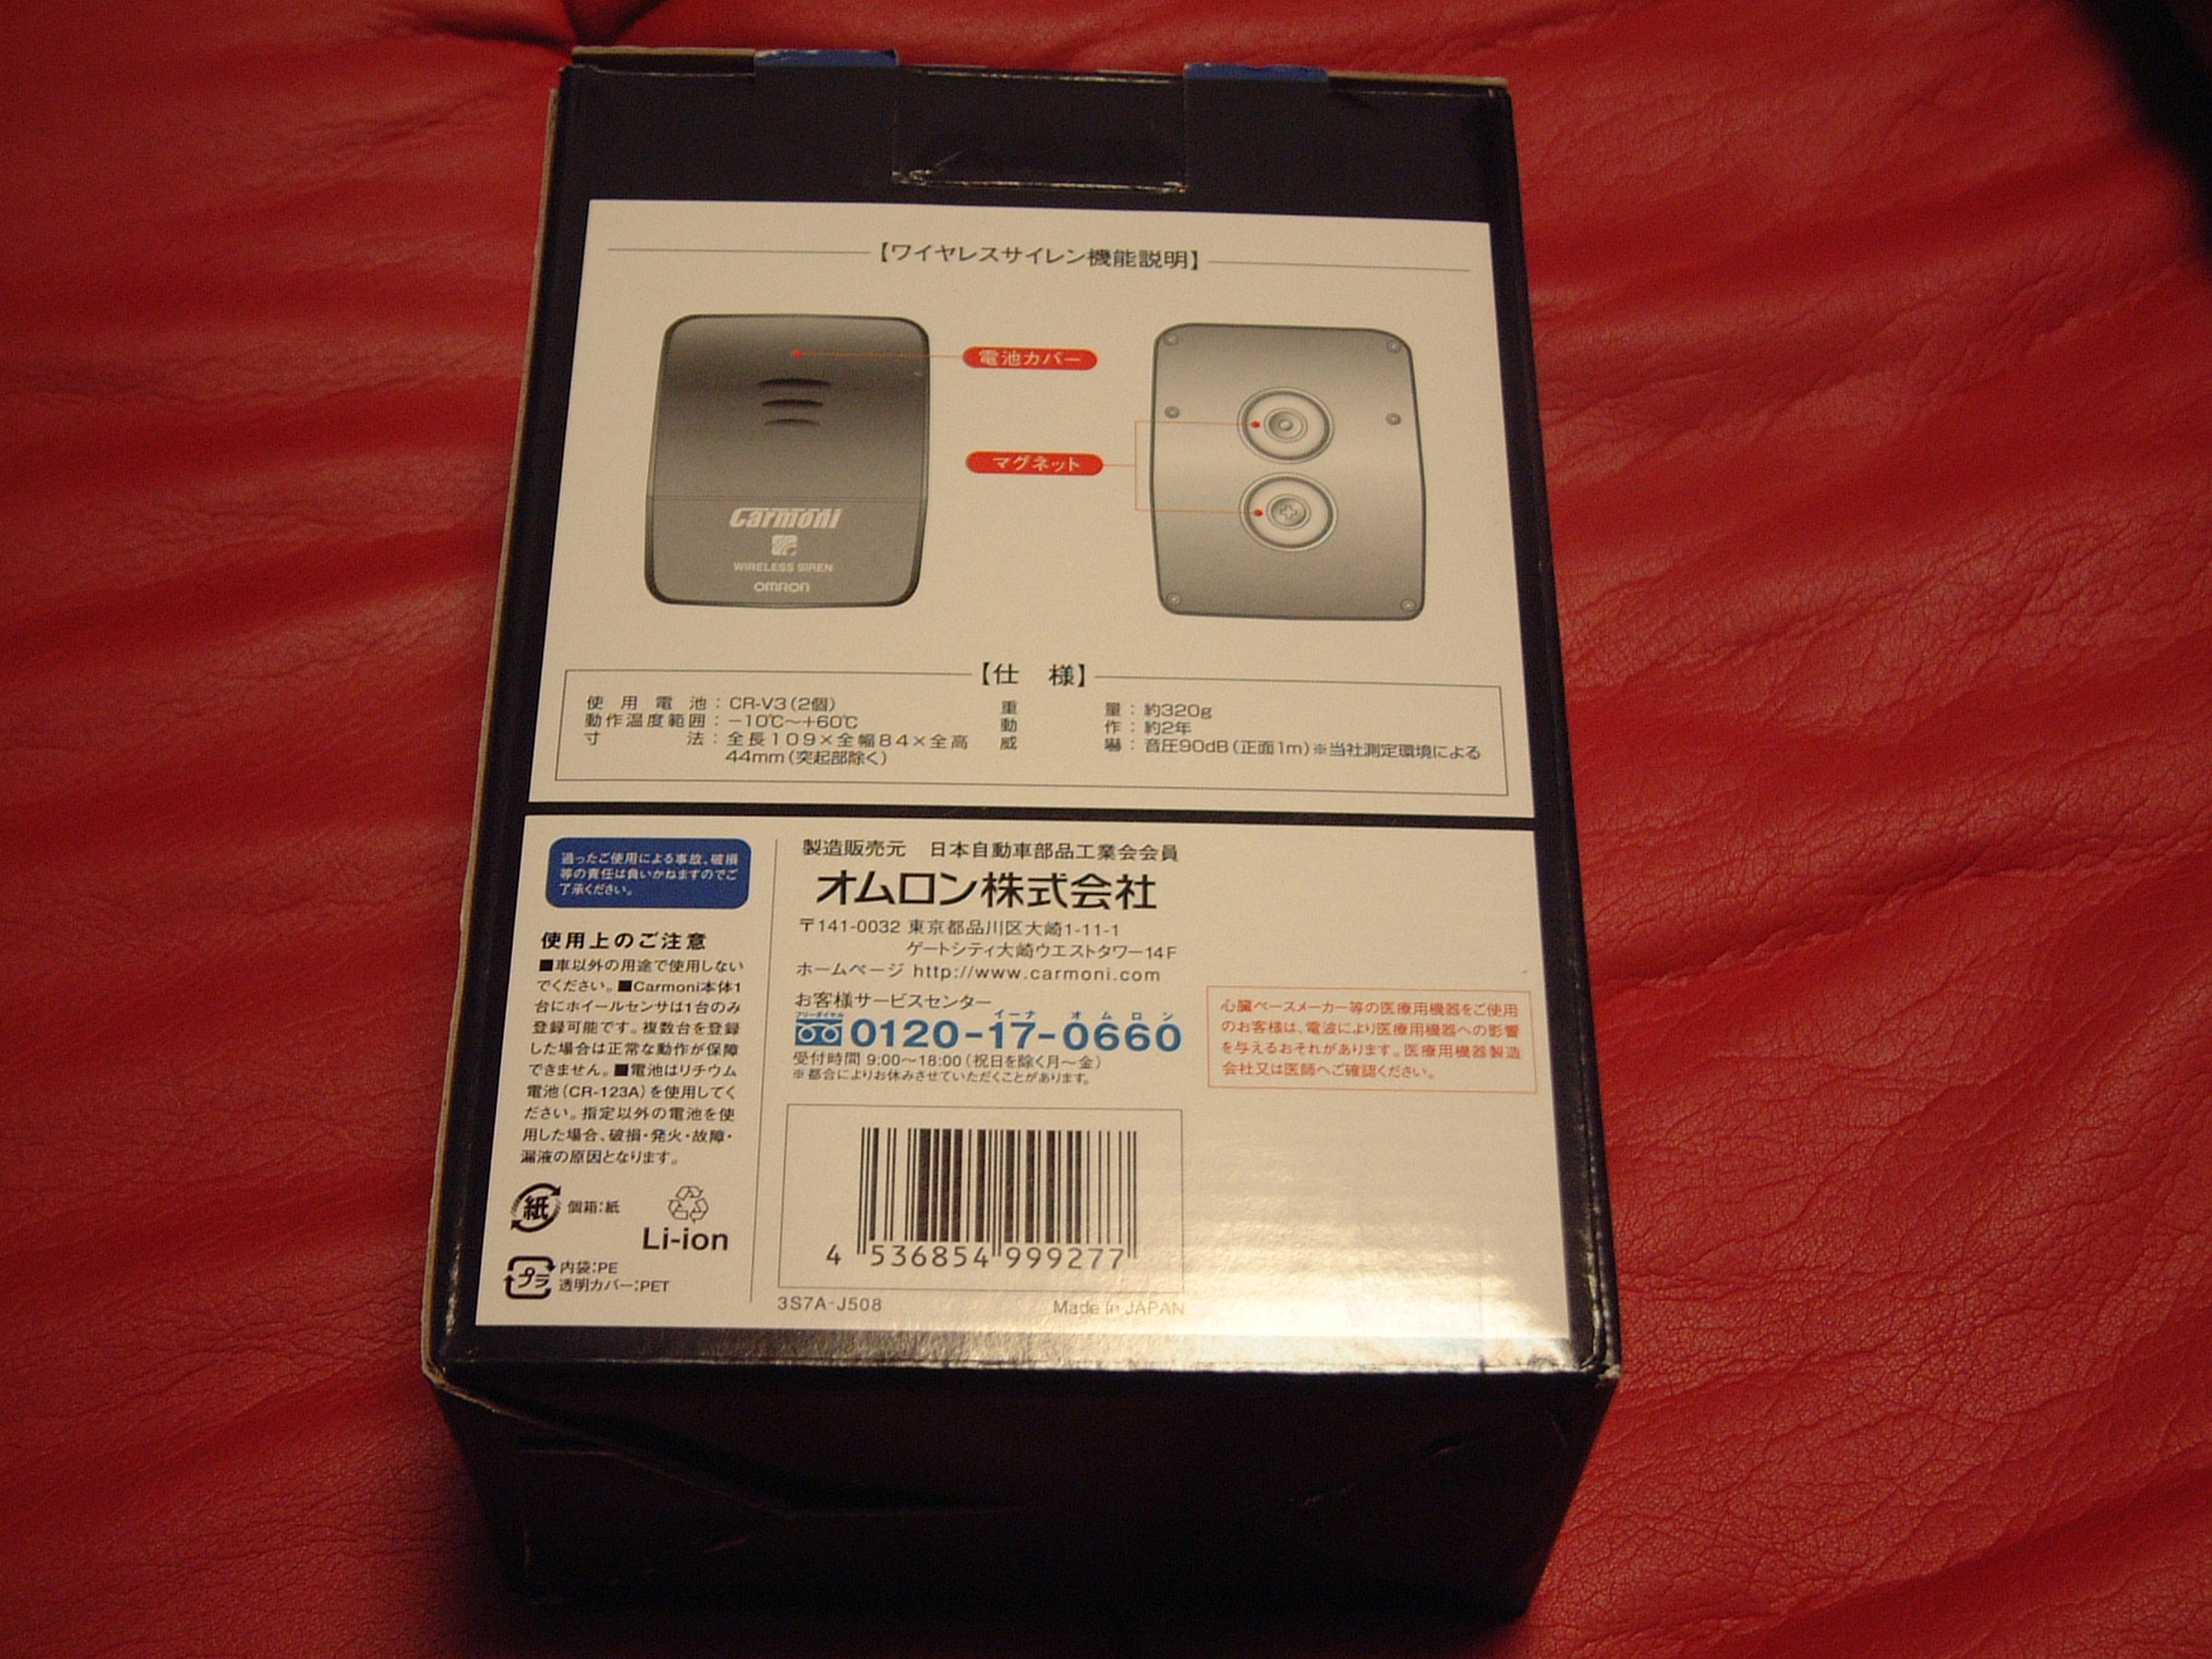 【ワイヤレスサイレン機能説明】
電池カバー
マグネット
Carmoni
WIRELESS SIREN
OMRON
【仕　様】
使用電池：CR-V3（2個）
動作温度範囲：−10℃〜+60℃
寸法：全長109×全幅84×全高
44mm（突起部除く）
重量：約320g
動作：約2年
威嚇：音圧90dB（正面1m）※当社測定環境による
過ったご使用による事故、破損
等の責任は負いかねますのでご
了承ください。
使用上のご注意
■車以外の用途で使用しない
でください。■Carmoni本体1
台にホイールセンサは1台のみ
登録可能です。複数台を登録
した場合は正常な動作が保障
できません。■電池はリチウム
電池（CR-123A）を使用してく
ださい。指定以外の電池を使
用した場合、破損・発火・故障・
漏液の原因となります。
紙 個箱：紙
Li-ion
プラ 内袋：PE
透明カバー：PET
製造販売元　日本自動車部品工業会会員
オムロン株式会社
〒141-0032 東京都品川区大崎1-11-1
ゲートシティ大崎ウエストタワー14F
ホームページ http://www.carmoni.com
お客様サービスセンター
フリーダイヤル イーナ オムロン
0120-17-0660
受付時間 9:00〜18:00（祝日を除く月〜金）
※都合によりお休みさせていただくことがあります。
心臓ペースメーカー等の医療用機器をご使用
のお客様は、電波により医療用機器への影響
を与えるおそれがあります。医療用機器製造
会社又は医師へご確認ください。
4 536854 999277
3S7A-J508
Made in JAPAN